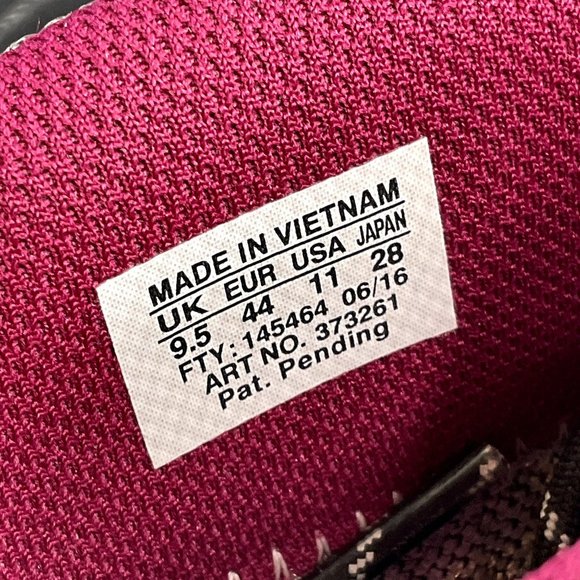 MADE IN VIETNAM
UK EUR USA JAPAN
9.5 44 11 28
FTY: 145464 06/16
ART NO. 373261
Pat. Pending